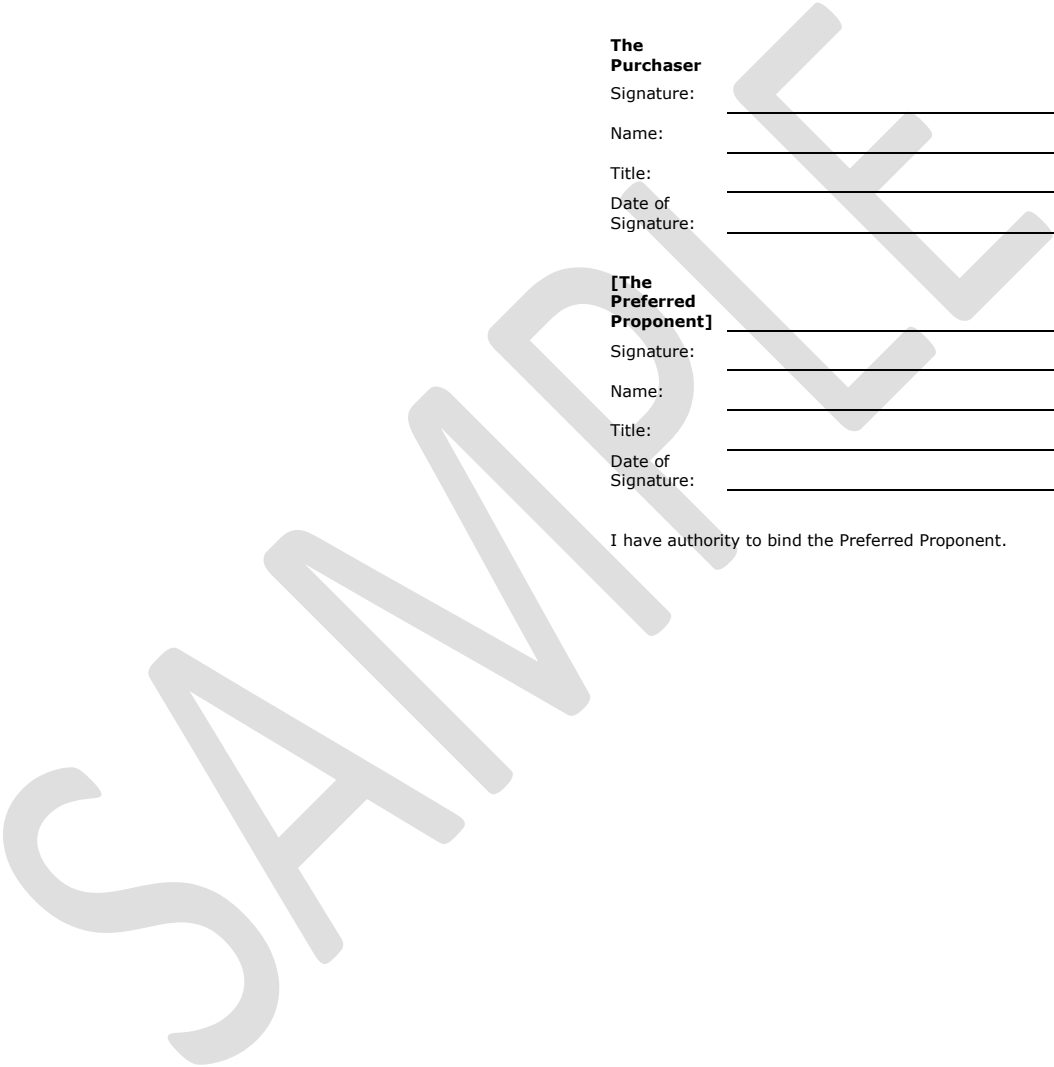 The
Purchaser
Signature:
Name:
Title:
Date of
Signature:
[The
Preferred
Proponent]
Signature:
Name:
Title:
Date of
Signature:
I have authority to bind the Preferred Proponent.
SAMPLE